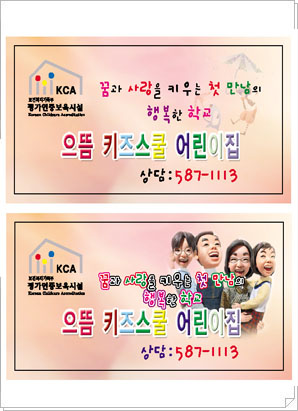 KCA
보건복지가족부
평가인증보육시설
Korean Childcare Accreditation
꿈과 사랑을 키우는 첫 만남의
행복한 학교
으뜸 키즈스쿨 어린이집
상담:587-1113
KCA
보건복지가족부
평가인증보육시설
Korean Childcare Accreditation
꿈과 사랑을 키우는 첫 만남의
행복한 학교
으뜸 키즈스쿨 어린이집
상담:587-1113